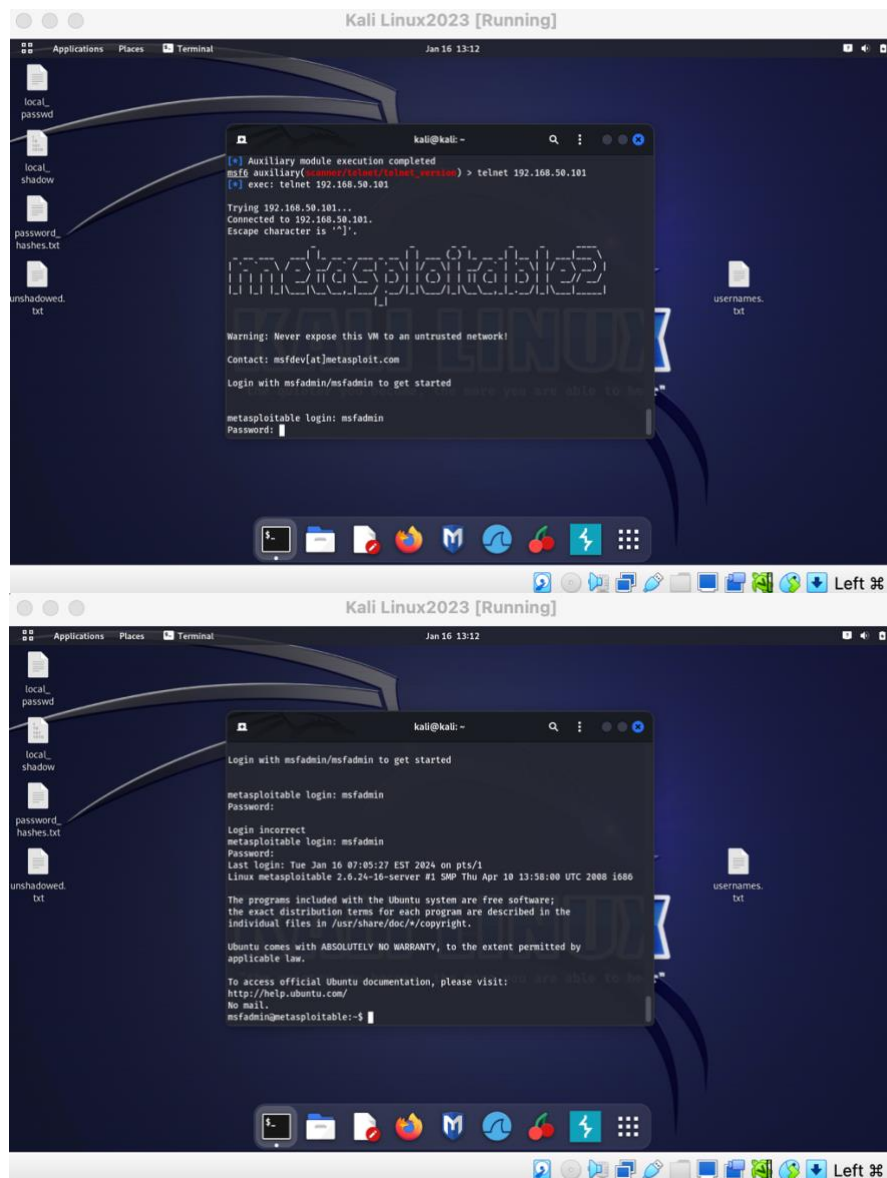 Kali Linux2023 [Running]
Applications Places Terminal Jan 16 13:12
local_
passwd
local_
shadow
password_
hashes.txt
unshadowed.
txt
usernames.
txt
kali@kali: ~
[*] Auxiliary module execution completed
msf6 auxiliary(scanner/telnet/telnet_version) > telnet 192.168.50.101
[*] exec: telnet 192.168.50.101
Trying 192.168.50.101...
Connected to 192.168.50.101.
Escape character is '^]'.
metasploitable2
Warning: Never expose this VM to an untrusted network!
Contact: msfdev[at]metasploit.com
Login with msfadmin/msfadmin to get started
metasploitable login: msfadmin
Password:
Left ⌘
Kali Linux2023 [Running]
Applications Places Terminal Jan 16 13:12
local_
passwd
local_
shadow
password_
hashes.txt
unshadowed.
txt
usernames.
txt
kali@kali: ~
Login with msfadmin/msfadmin to get started
metasploitable login: msfadmin
Password:
Login incorrect
metasploitable login: msfadmin
Password:
Last login: Tue Jan 16 07:05:27 EST 2024 on pts/1
Linux metasploitable 2.6.24-16-server #1 SMP Thu Apr 10 13:58:00 UTC 2008 i686
The programs included with the Ubuntu system are free software;
the exact distribution terms for each program are described in the
individual files in /usr/share/doc/*/copyright.
Ubuntu comes with ABSOLUTELY NO WARRANTY, to the extent permitted by
applicable law.
To access official Ubuntu documentation, please visit:
http://help.ubuntu.com/
No mail.
msfadmin@metasploitable:~$
Left ⌘